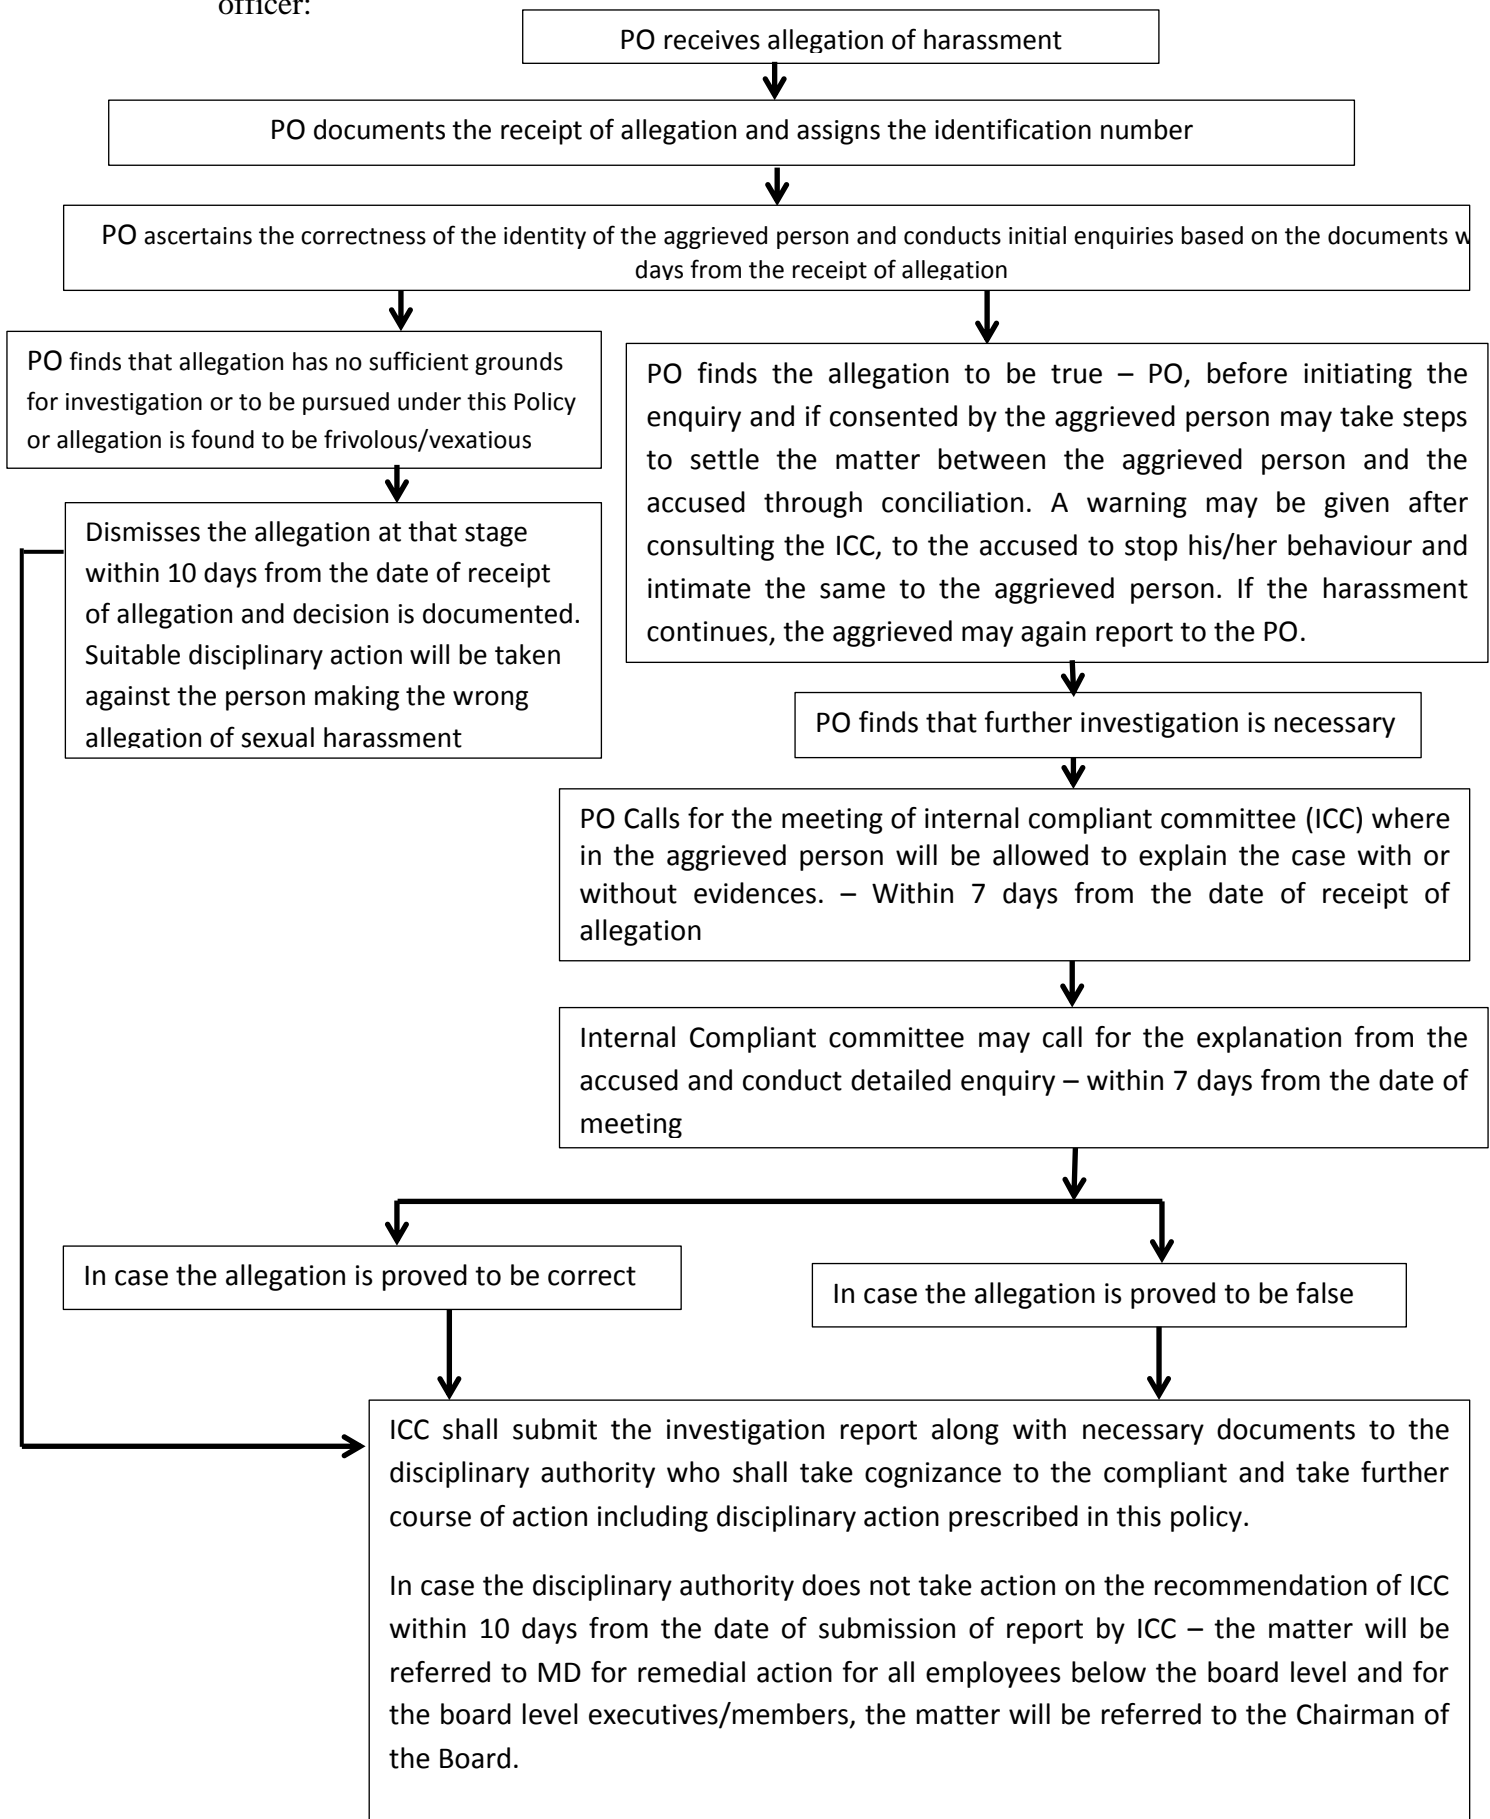 officer:
PO receives allegation of harassment
PO documents the receipt of allegation and assigns the identification number
PO ascertains the correctness of the identity of the aggrieved person and conducts initial enquiries based on the documents
days from the receipt of allegation
PO finds that allegation has no sufficient grounds
for investigation or to be pursued under this Policy
or allegation is found to be frivolous/vexatious
PO finds the allegation to be true – PO, before initiating the
enquiry and if consented by the aggrieved person may take steps
to settle the matter between the aggrieved person and the
accused through conciliation. A warning may be given after
consulting the ICC, to the accused to stop his/her behaviour and
intimate the same to the aggrieved person. If the harassment
continues, the aggrieved may again report to the PO.
Dismisses the allegation at that stage
within 10 days from the date of receipt
of allegation and decision is documented.
Suitable disciplinary action will be taken
against the person making the wrong
allegation of sexual harassment
PO finds that further investigation is necessary
PO Calls for the meeting of internal compliant committee (ICC) where
in the aggrieved person will be allowed to explain the case with or
without evidences. – Within 7 days from the date of receipt of
allegation
Internal Compliant committee may call for the explanation from the
accused and conduct detailed enquiry – within 7 days from the date of
meeting
In case the allegation is proved to be correct
In case the allegation is proved to be false
ICC shall submit the investigation report along with necessary documents to the
disciplinary authority who shall take cognizance to the compliant and take further
course of action including disciplinary action prescribed in this policy.
In case the disciplinary authority does not take action on the recommendation of ICC
within 10 days from the date of submission of report by ICC – the matter will be
referred to MD for remedial action for all employees below the board level and for
the board level executives/members, the matter will be referred to the Chairman of
the Board.